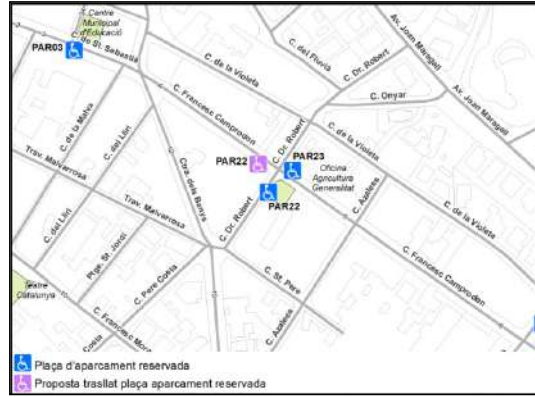 Centre
Municipal
d'Educació
PAR03
C. de St. Sebastià
C. de la Violeta
C. del Fluvia
C. Dr. Robert
Av. Joan Maragall
Av. Joan Maragall
C. Onyar
C. de la Malva
C. del Lliri
C. Francesc Camprodon
C. de la Violeta
Trav. Malvarrosa
Ctra. dels Banys
C. Dr. Robert
PAR22
PAR23
Oficina
Agricultura
Generalitat
PAR22
C. Azalees
C. del Lliri
Trav. Malvarrosa
C. Dr. Robert
C. de la Violeta
Ptge. St. Jordi
C. Pere Costa
C. St. Pere
C. Francesc Camprodon
Teatre
Catalunya
C. Azalees
C. Francesc
Costa
Plaça d'aparcament reservada
Proposta trasllat plaça aparcament reservada